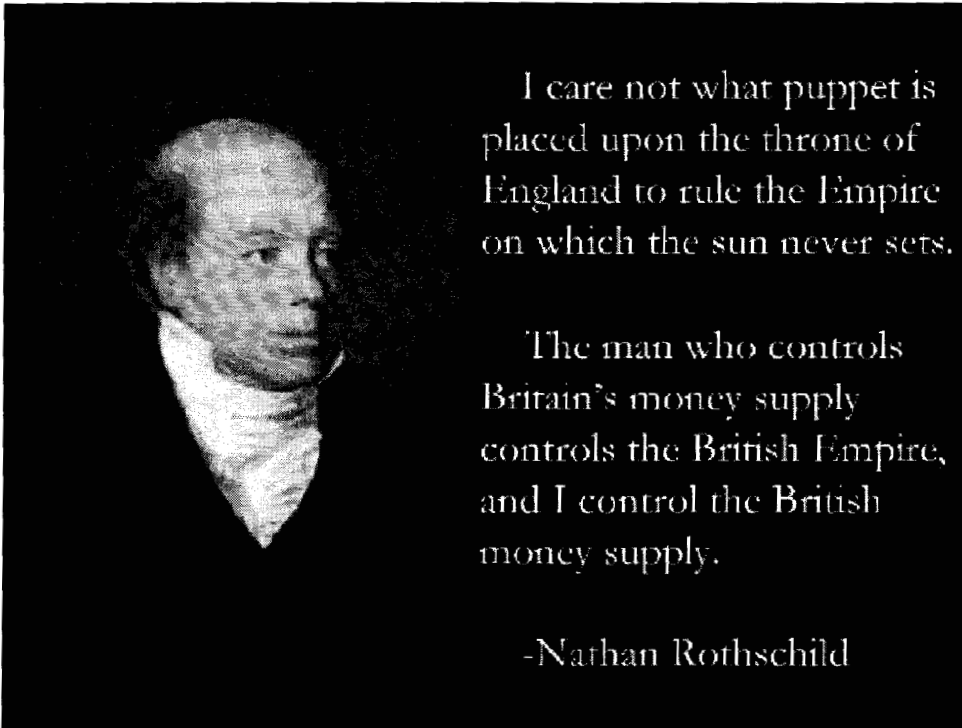 I care not what puppet is
placed upon the throne of
England to rule the Empire
on which the sun never sets.
The man who controls
Britain's money supply
controls the British Empire,
and I control the British
money supply.
-Nathan Rothschild